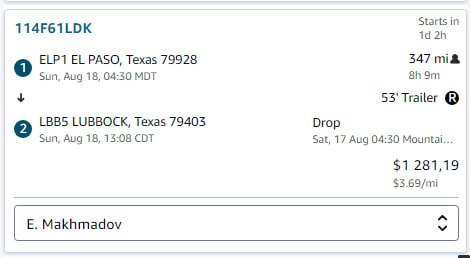 114F61LDK
Starts in
1d 2h
1
ELP1 EL PASO, Texas 79928
347 mi
Sun, Aug 18, 04:30 MDT
8h 9m
53' Trailer R
2
LBB5 LUBBOCK, Texas 79403
Drop
Sun, Aug 18, 13:08 CDT
Sat, 17 Aug 04:30 Mountai...
$1 281,19
$3.69/mi
E. Makhmadov